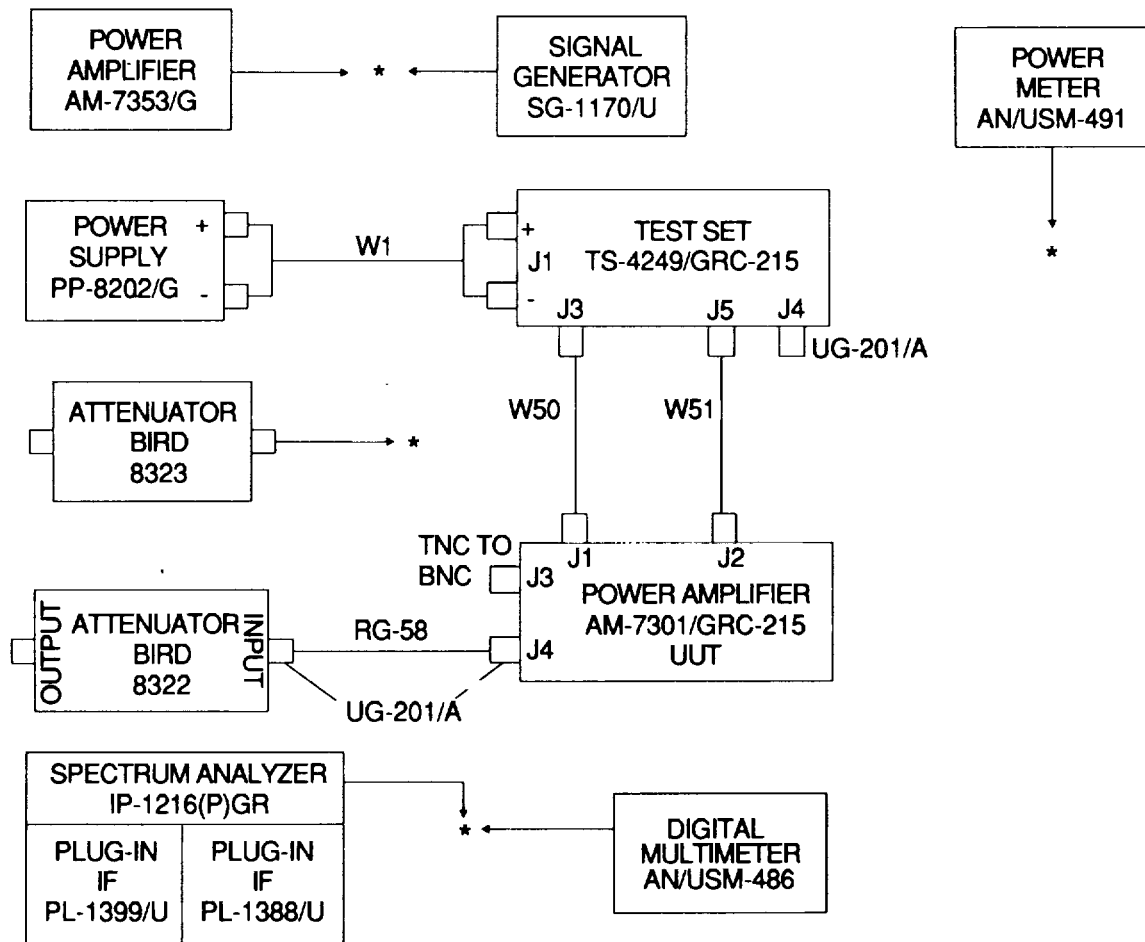 POWER
AMPLIFIER
AM-7353/G
*
SIGNAL
GENERATOR
SG-1170/U
POWER
METER
AN/USM-491
*
POWER
SUPPLY
PP-8202/G
+
-
W1
+
J1
-
TEST SET
TS-4249/GRC-215
J3
J5
J4
UG-201/A
W50
W51
ATTENUATOR
BIRD
8323
*
TNC TO
BNC
J1
J2
J3
J4
POWER AMPLIFIER
AM-7301/GRC-215
UUT
OUTPUT
ATTENUATOR
BIRD
8322
INPUT
RG-58
UG-201/A
SPECTRUM ANALYZER
IP-1216(P)GR
PLUG-IN
IF
PL-1399/U
PLUG-IN
IF
PL-1388/U
*
DIGITAL
MULTIMETER
AN/USM-486